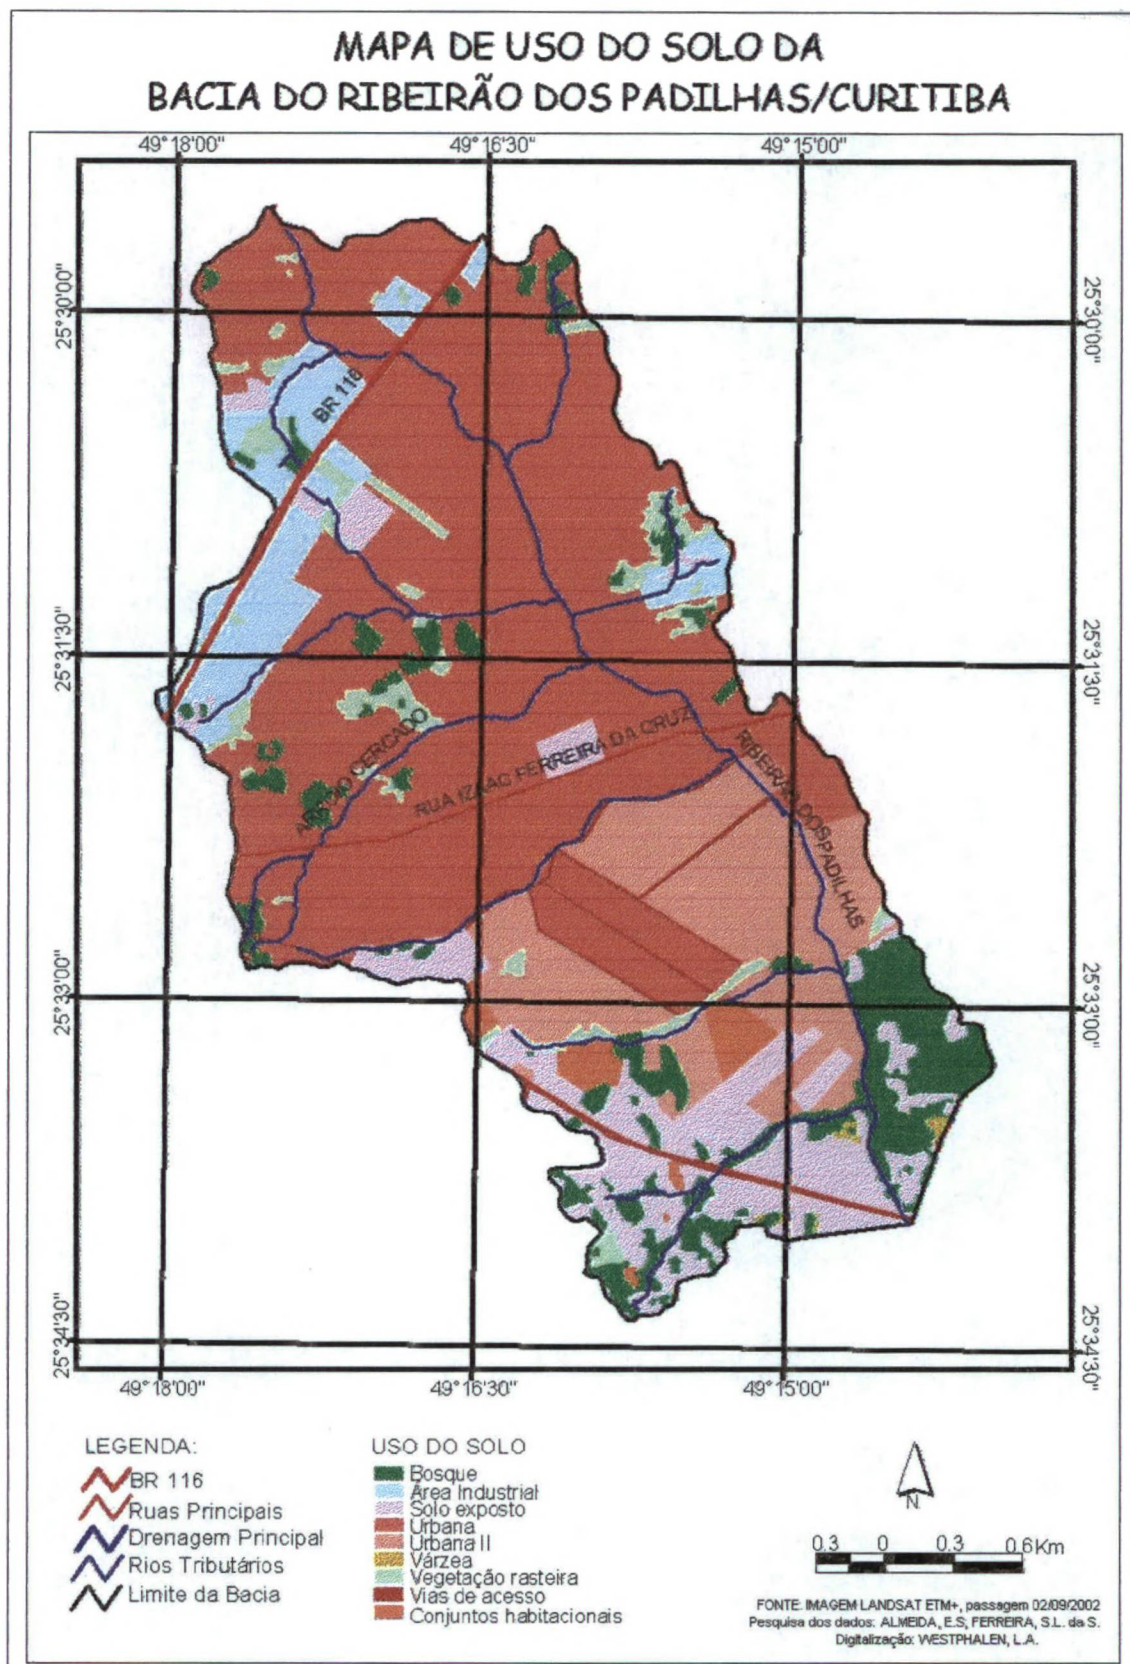 MAPA DE USO DO SOLO DA
BACIA DO RIBEIRÃO DOS PADILHAS/CURITIBA
49°18'00" 49°16'30" 49°15'00"
25°30'00" 25°30'00"
BR 116
25°31'30" 25°31'30"
ARROIO CERCADO
RUA IZAAC FERREIRA DA CRUZ
RIBEIRÃO DOS PADILHAS
25°33'00" 25°33'00"
25°34'30" 25°34'30"
49°18'00" 49°16'30" 49°15'00"
LEGENDA:
BR 116
Ruas Principais
Drenagem Principal
Rios Tributários
Limite da Bacia
USO DO SOLO
Bosque
Área Industrial
Solo exposto
Urbana
Urbana II
Várzea
Vegetação rasteira
Vias de acesso
Conjuntos habitacionais
N
0.3 0 0.3 0.6 Km
FONTE: IMAGEM LANDSAT ETM+, passagem 02/09/2002
Pesquisa dos dados: ALMEIDA, E.S; FERREIRA, S.L. da S.
Digitalização: WESTPHALEN, L.A.